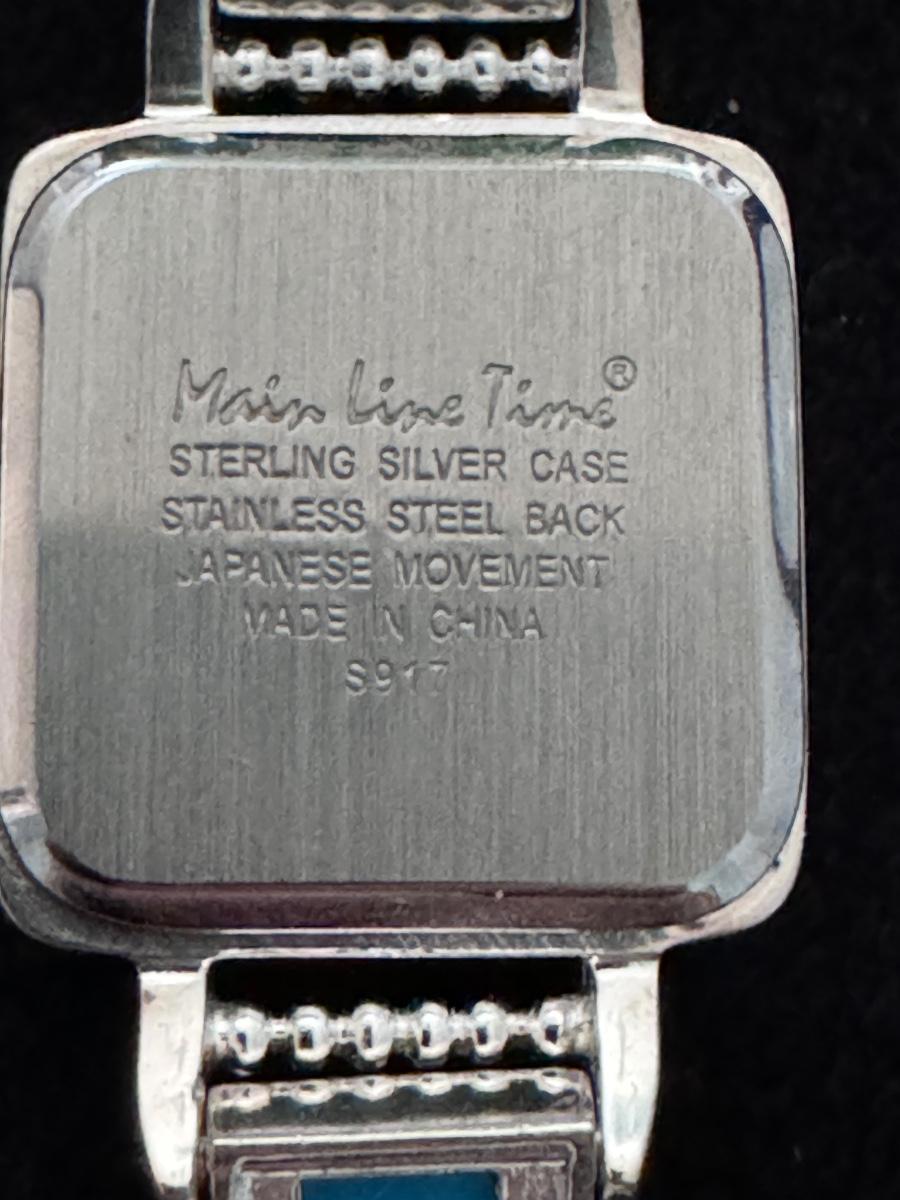 Main Line Time®
STERLING SILVER CASE
STAINLESS STEEL BACK
JAPANESE MOVEMENT
MADE IN CHINA
S917